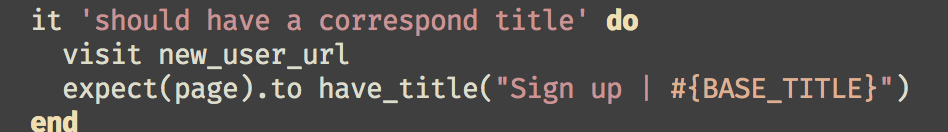 it 'should have a correspond title' do
  visit new_user_url
  expect(page).to have_title("Sign up | #{BASE_TITLE}")
end